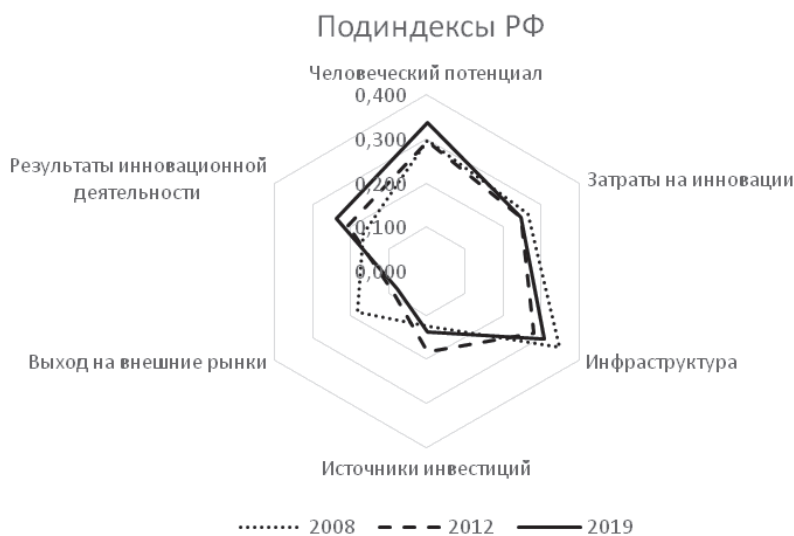 Подиндексы РФ
Человеческий потенциал
0,400
0,300
0,200
0,100
0,000
Результаты инновационной
деятельности
Затраты на инновации
Выход на внешние рынки
Инфраструктура
Источники инвестиций
2008
2012
2019